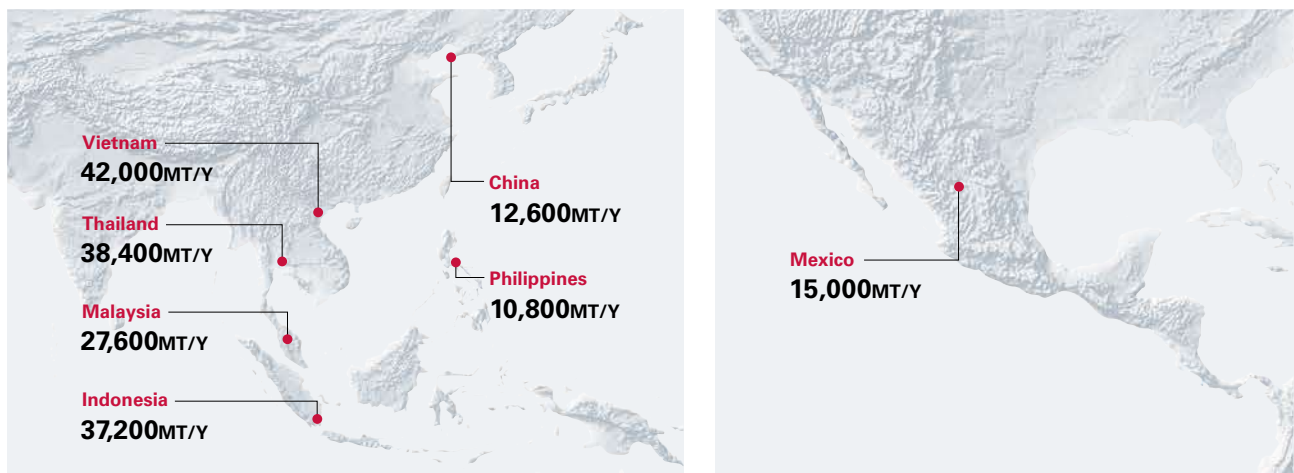 Vietnam
42,000MT/Y
Thailand
38,400MT/Y
Malaysia
27,600MT/Y
Indonesia
37,200MT/Y
China
12,600MT/Y
Philippines
10,800MT/Y
Mexico
15,000MT/Y